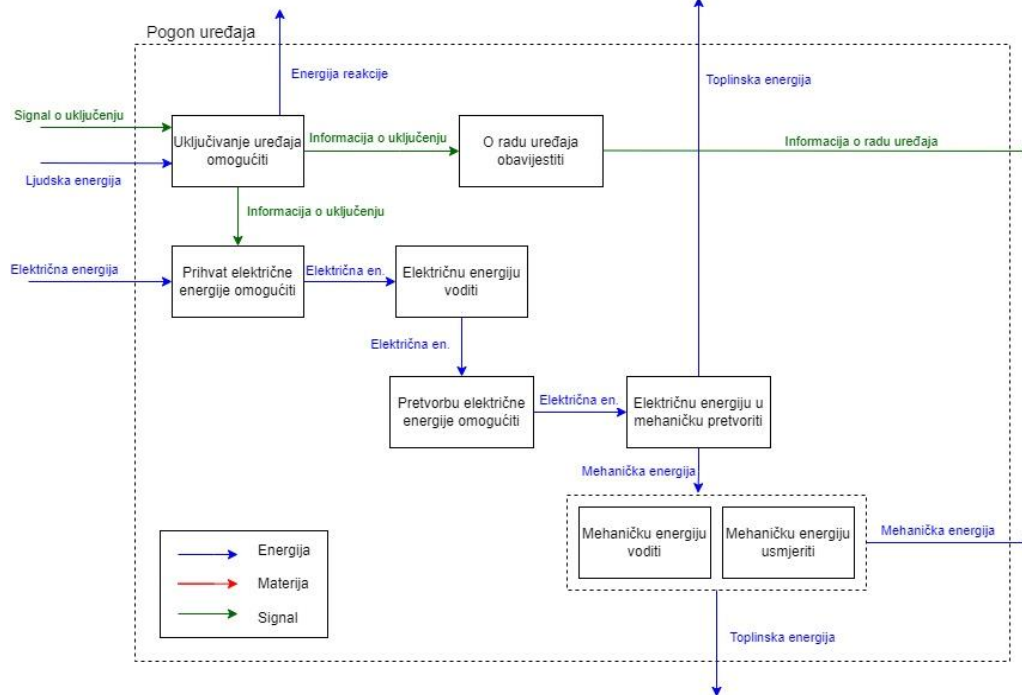 Pogon uređaja
Energija reakcije
Toplinska energija
Signal o uključenju
Uključivanje uređaja
omogućiti
Informacija o uključenju
O radu uređaja
obavijestiti
Informacija o radu uređaja
Ljudska energija
Informacija o uključenju
Električna energija
Prihvat električne
energije omogućiti
Električna en.
Električnu energiju
voditi
Električna en.
Pretvorbu električne
energije omogućiti
Električna en.
Električnu energiju u
mehaničku pretvoriti
Mehanička energija
Mehaničku energiju
voditi
Mehaničku energiju
usmjeriti
Mehanička energija
Energija
Materija
Signal
Toplinska energija